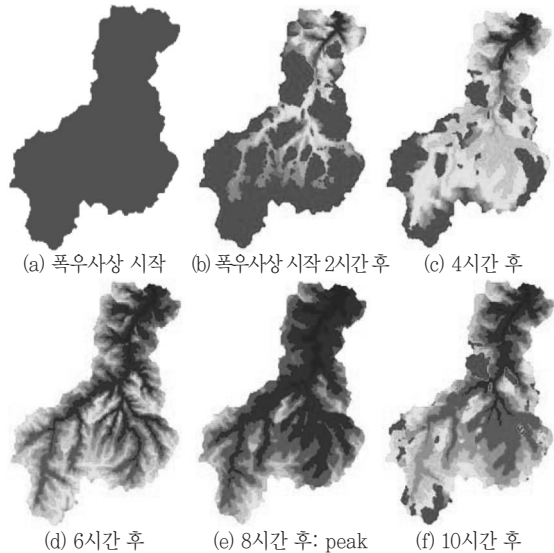 (a) 폭우사상 시작
(b) 폭우사상 시작 2시간 후
(c) 4시간 후
(d) 6시간 후
(e) 8시간 후: peak
(f) 10시간 후